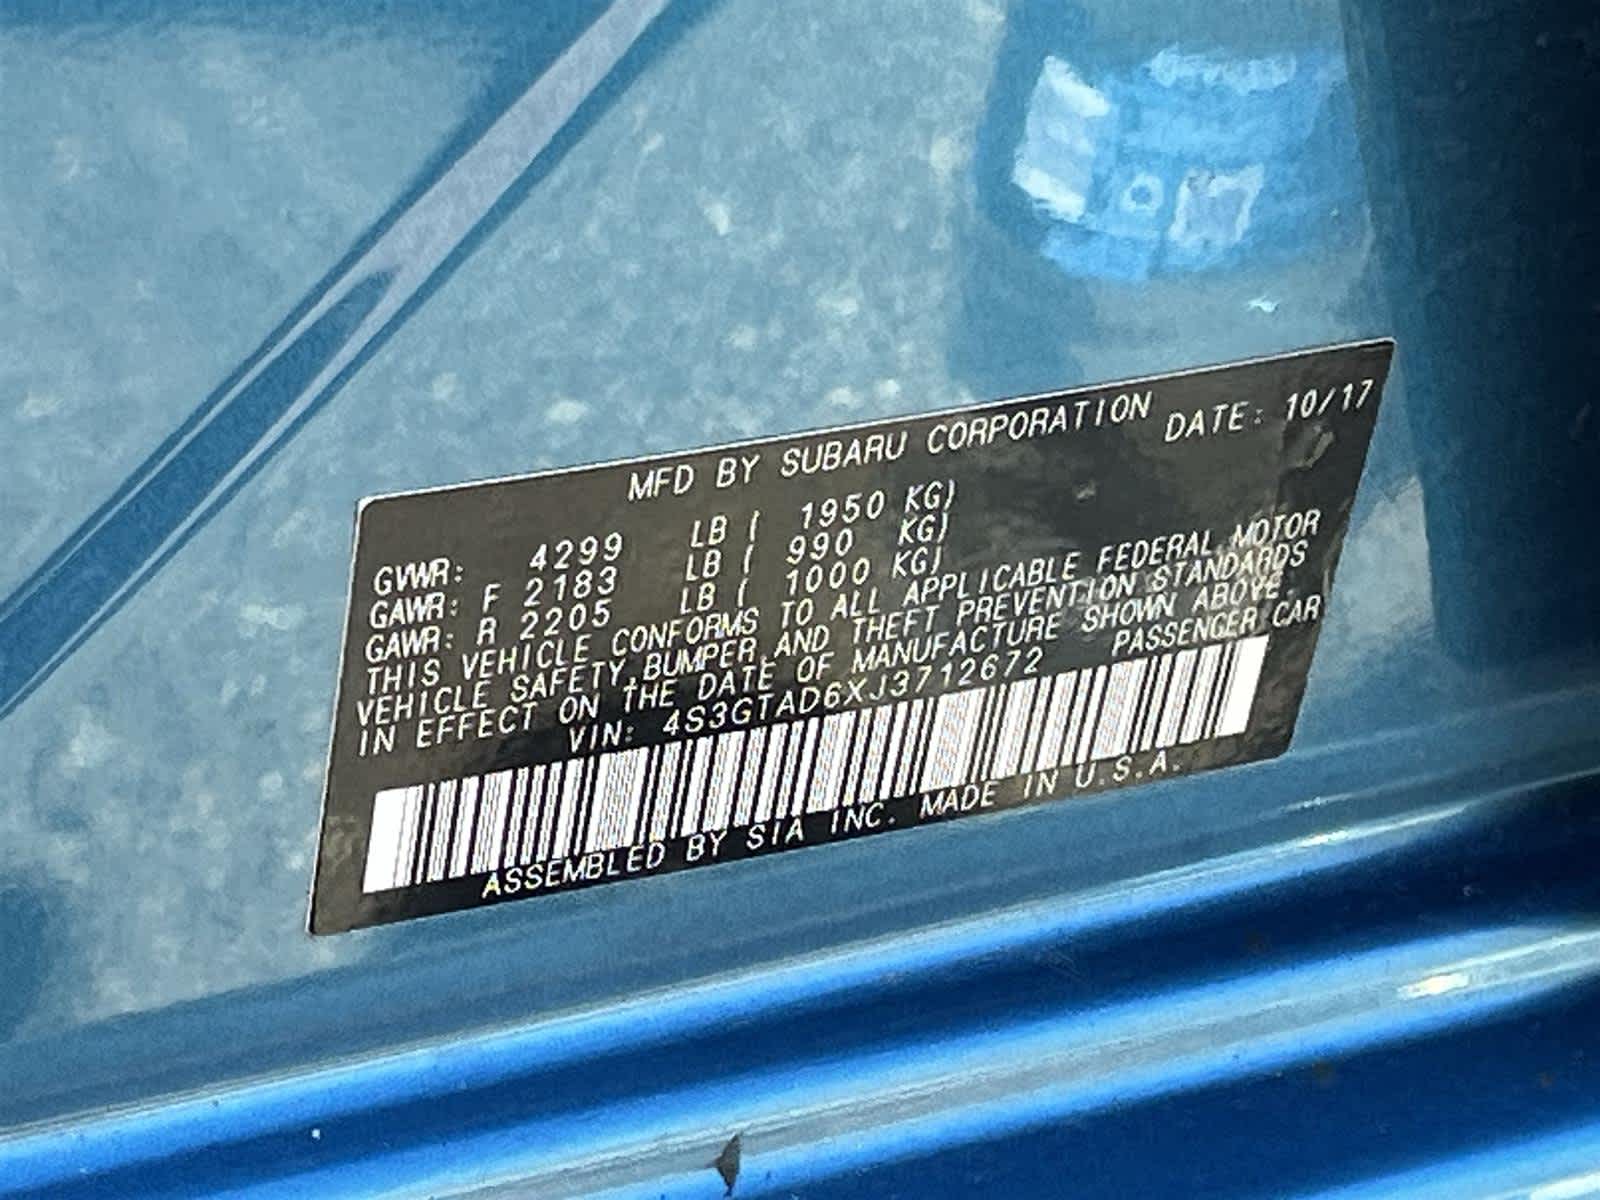 MFD BY SUBARU CORPORATION DATE: 10/17
GVWR: 4299 LB ( 1950 KG)
GAWR: F 2183 LB ( 990 KG)
GAWR: R 2205 LB ( 1000 KG)
THIS VEHICLE CONFORMS TO ALL APPLICABLE FEDERAL MOTOR
VEHICLE SAFETY, BUMPER, AND THEFT PREVENTION STANDARDS
IN EFFECT ON THE DATE OF MANUFACTURE SHOWN ABOVE.
VIN: 4S3GTAD6XJ3712672 PASSENGER CAR
ASSEMBLED BY SIA INC. MADE IN U.S.A.